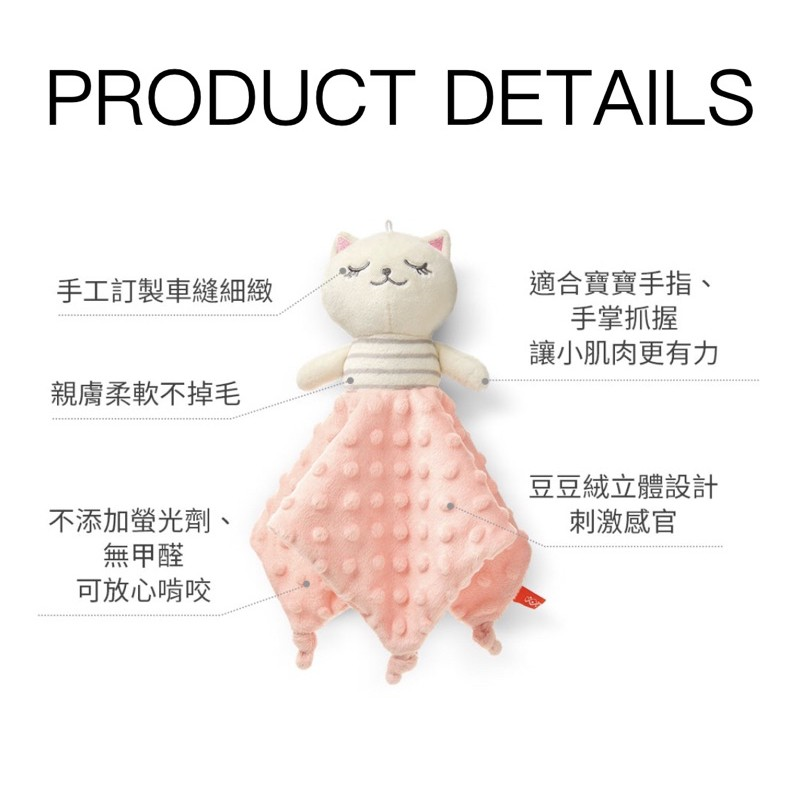 PRODUCT DETAILS
手工訂製車縫細緻
適合寶寶手指、
手掌抓握
讓小肌肉更有力
親膚柔軟不掉毛
豆豆絨立體設計
刺激感官
不添加螢光劑、
無甲醛
可放心啃咬